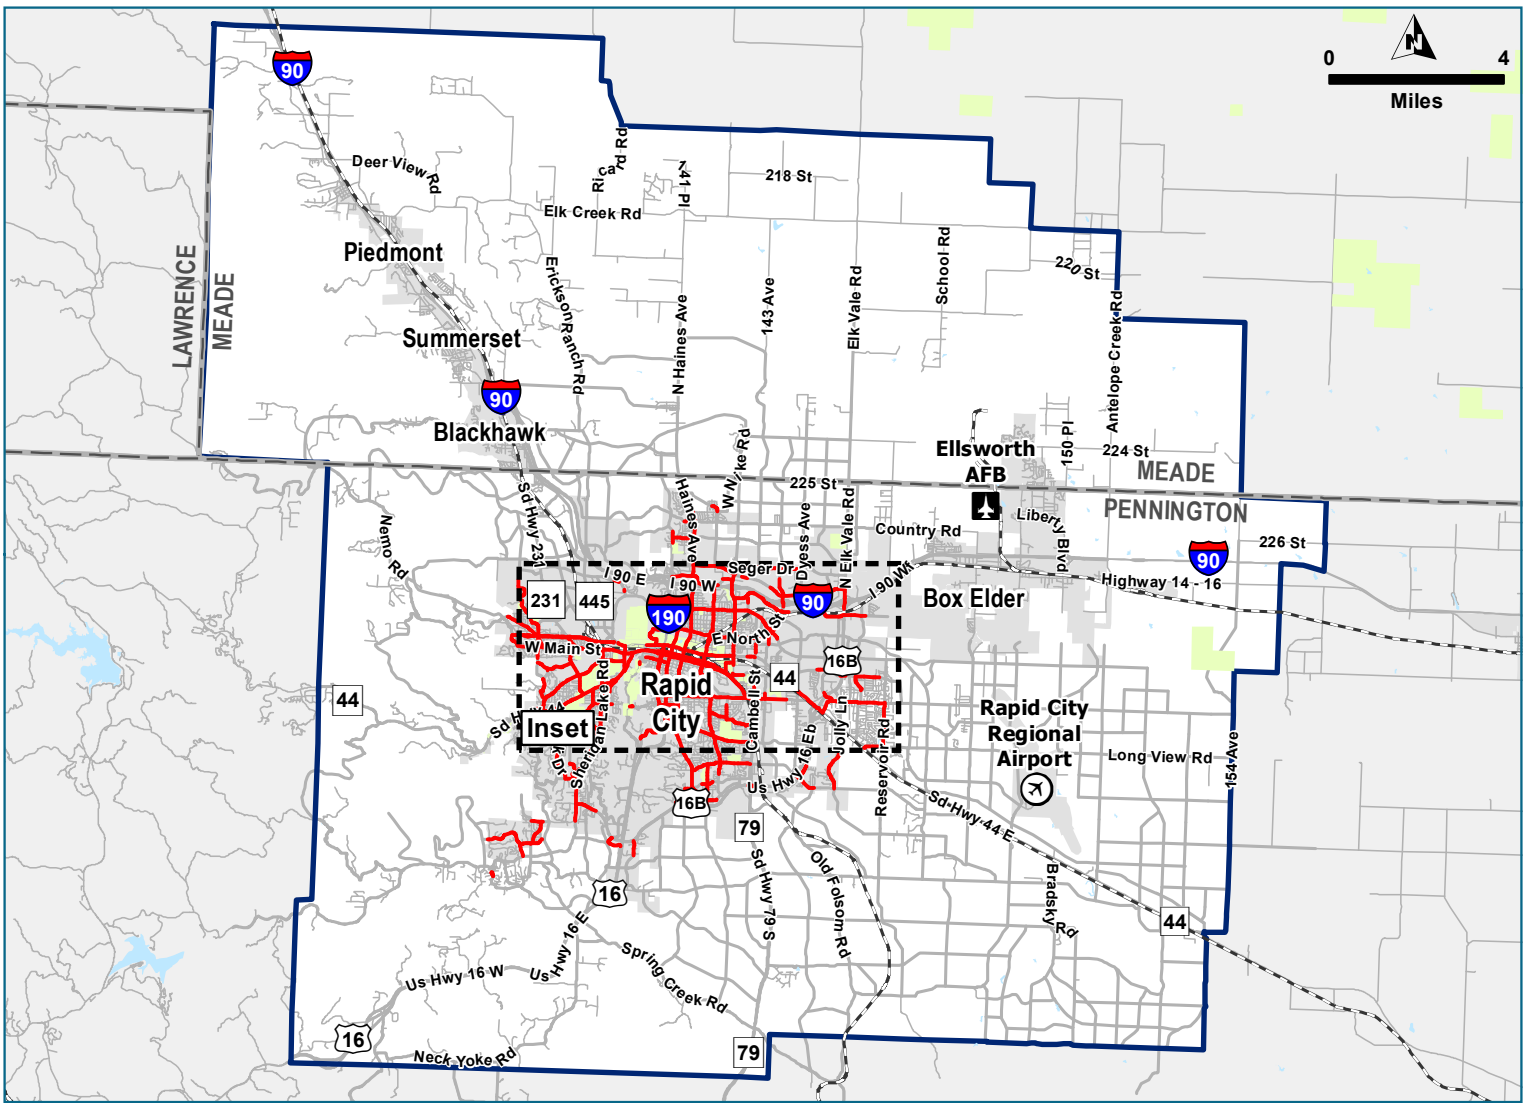 0 4
N
Miles
90
Deer View Rd
Ricard Rd
141 Pl
218 St
Elk Creek Rd
Piedmont
LAWRENCE
MEADE
Erickson Ranch Rd
N Haines Ave
143 Ave
Elk Vale Rd
School Rd
220 St
Antelope Creek Rd
Summerset
90
Blackhawk
W Nike Rd
Ellsworth
AFB
150 Pl
224 St
MEADE
PENNINGTON
225 St
Sd Hwy 231
Haines Ave
Dyess Ave
N Elk Vale Rd
Country Rd
Liberty Blvd
226 St
90
Nemo Rd
I 90 E
I 90 W
Seger Dr
I 90 W
Highway 14 - 16
231
445
190
90
Box Elder
E North St
W Main St
16B
44
44
Rapid
City
Sheridan Lake Rd
Cambell St
Jolly Ln
Reservoir Rd
Rapid City
Regional
Airport
Inset
Long View Rd
154 Ave
Us Hwy 16 Eb
16B
79
Sd Hwy 44 E
Sd Hwy 79 S
Old Folsom Rd
Bradsky Rd
44
16
Us Hwy 16 E
Us Hwy 16 W
Spring Creek Rd
16
Neck Yoke Rd
79